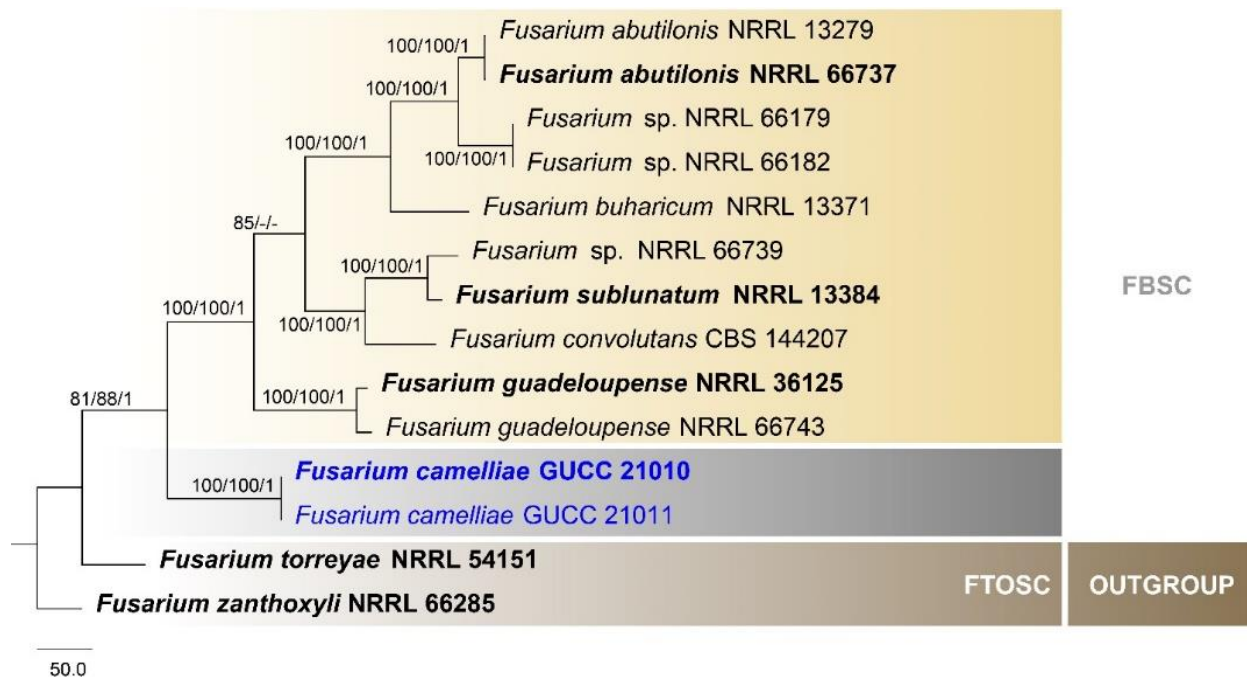 Fusarium abutilonis NRRL 13279
100/100/1
Fusarium abutilonis NRRL 66737
100/100/1
Fusarium sp. NRRL 66179
100/100/1
100/100/1
Fusarium sp. NRRL 66182
Fusarium buharicum NRRL 13371
85/-/-
Fusarium sp. NRRL 66739
100/100/1
Fusarium sublunatum NRRL 13384
FBSC
100/100/1
100/100/1
Fusarium convolutans CBS 144207
Fusarium guadeloupense NRRL 36125
100/100/1
81/88/1
Fusarium guadeloupense NRRL 66743
Fusarium camelliae GUCC 21010
100/100/1
Fusarium camelliae GUCC 21011
Fusarium torreyae NRRL 54151
FTOSC
OUTGROUP
Fusarium zanthoxyli NRRL 66285
50.0